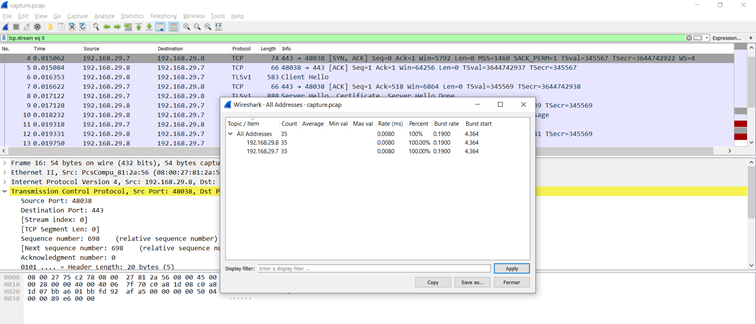 capture.pcap
File Edit View Go Capture Analyze Statistics Telephony Wireless Tools Help
tcp.stream eq 0
Expression...
No. Time Source Destination Protocol Length Info
4 0.015062 192.168.29.7 192.168.29.8 TCP 74 443 → 48038 [SYN, ACK] Seq=0 Ack=1 Win=5792 Len=0 MSS=1460 SACK_PERM=1 TSval=345567 TSecr=3644742922 WS=4
5 0.015084 192.168.29.8 192.168.29.7 TCP 66 48038 → 443 [ACK] Seq=1 Ack=1 Win=64256 Len=0 TSval=3644742937 TSecr=345567
6 0.016353 192.168.29.8 192.168.29.7 TLSv1 583 Client Hello
7 0.016622 192.168.29.7 192.168.29.8 TCP 66 443 → 48038 [ACK] Seq=1 Ack=518 Win=6864 Len=0 TSval=345569 TSecr=3644742938
8 0.017122 192.168.29.7 192.168.29.8 TLSv1 888 Server Hello, Certificate, Server Hello Done
9 0.017128 192.168.29.8 192.168.29.7
10 0.018232 192.168.29.8 192.168.29.7
11 0.019318 192.168.29.7 192.168.29.8
12 0.019331 192.168.29.8 192.168.29.7
13 0.019750 192.168.29.8 192.168.29.7
Wireshark · All Addresses · capture.pcap
Topic / Item Count Average Min val Max val Rate (ms) Percent Burst rate Burst start
All Addresses 35 0.0080 100% 0.1900 4.364
192.168.29.8 35 0.0080 100.00% 0.1900 4.364
192.168.29.7 35 0.0080 100.00% 0.1900 4.364
Display filter: Enter a display filter ... Apply
Copy Save as... Fermer
Frame 16: 54 bytes on wire (432 bits), 54 bytes captu
Ethernet II, Src: PcsCompu_81:2a:56 (08:00:27:81:2a:5
Internet Protocol Version 4, Src: 192.168.29.8, Dst:
Transmission Control Protocol, Src Port: 48038, Dst P
Source Port: 48038
Destination Port: 443
[Stream index: 0]
[TCP Segment Len: 0]
Sequence number: 698 (relative sequence number)
[Next sequence number: 698 (relative sequence nu
Acknowledgment number: 0
0101 .... = Header Length: 20 bytes (5)
0000 08 00 27 75 c2 78 08 00 27 81 2a 56 08 00 45 00
0010 00 28 00 00 40 00 40 06 7f 70 c0 a8 1d 08 c0 a8
0020 1d 07 bb a6 01 bb fd 92 af a5 00 00 00 00 50 04
0030 00 00 89 e6 00 00